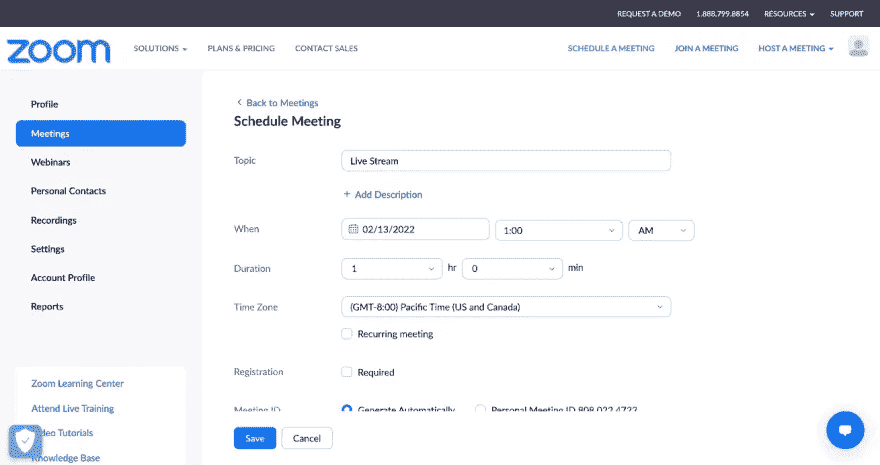 REQUEST A DEMO 1.888.799.8854 RESOURCES SUPPORT
zoom SOLUTIONS PLANS & PRICING CONTACT SALES SCHEDULE A MEETING JOIN A MEETING HOST A MEETING
Profile
Meetings
Webinars
Personal Contacts
Recordings
Settings
Account Profile
Reports
Zoom Learning Center
Attend Live Training
Video Tutorials
Knowledge Base
Back to Meetings
Schedule Meeting
Topic Live Stream
+ Add Description
When 02/13/2022 1:00 AM
Duration 1 hr 0 min
Time Zone (GMT-8:00) Pacific Time (US and Canada)
Recurring meeting
Registration Required
Meeting ID Generate Automatically Personal Meeting ID 808 022 4722
Save Cancel